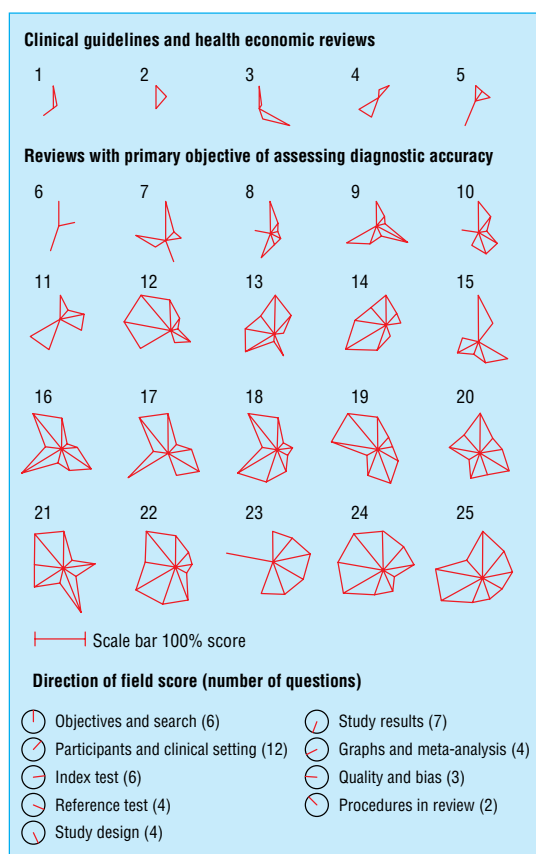 Clinical guidelines and health economic reviews
1 2 3 4 5
Reviews with primary objective of assessing diagnostic accuracy
6 7 8 9 10
11 12 13 14 15
16 17 18 19 20
21 22 23 24 25
Scale bar 100% score
Direction of field score (number of questions)
Objectives and search (6)
Participants and clinical setting (12)
Index test (6)
Reference test (4)
Study design (4)
Study results (7)
Graphs and meta-analysis (4)
Quality and bias (3)
Procedures in review (2)